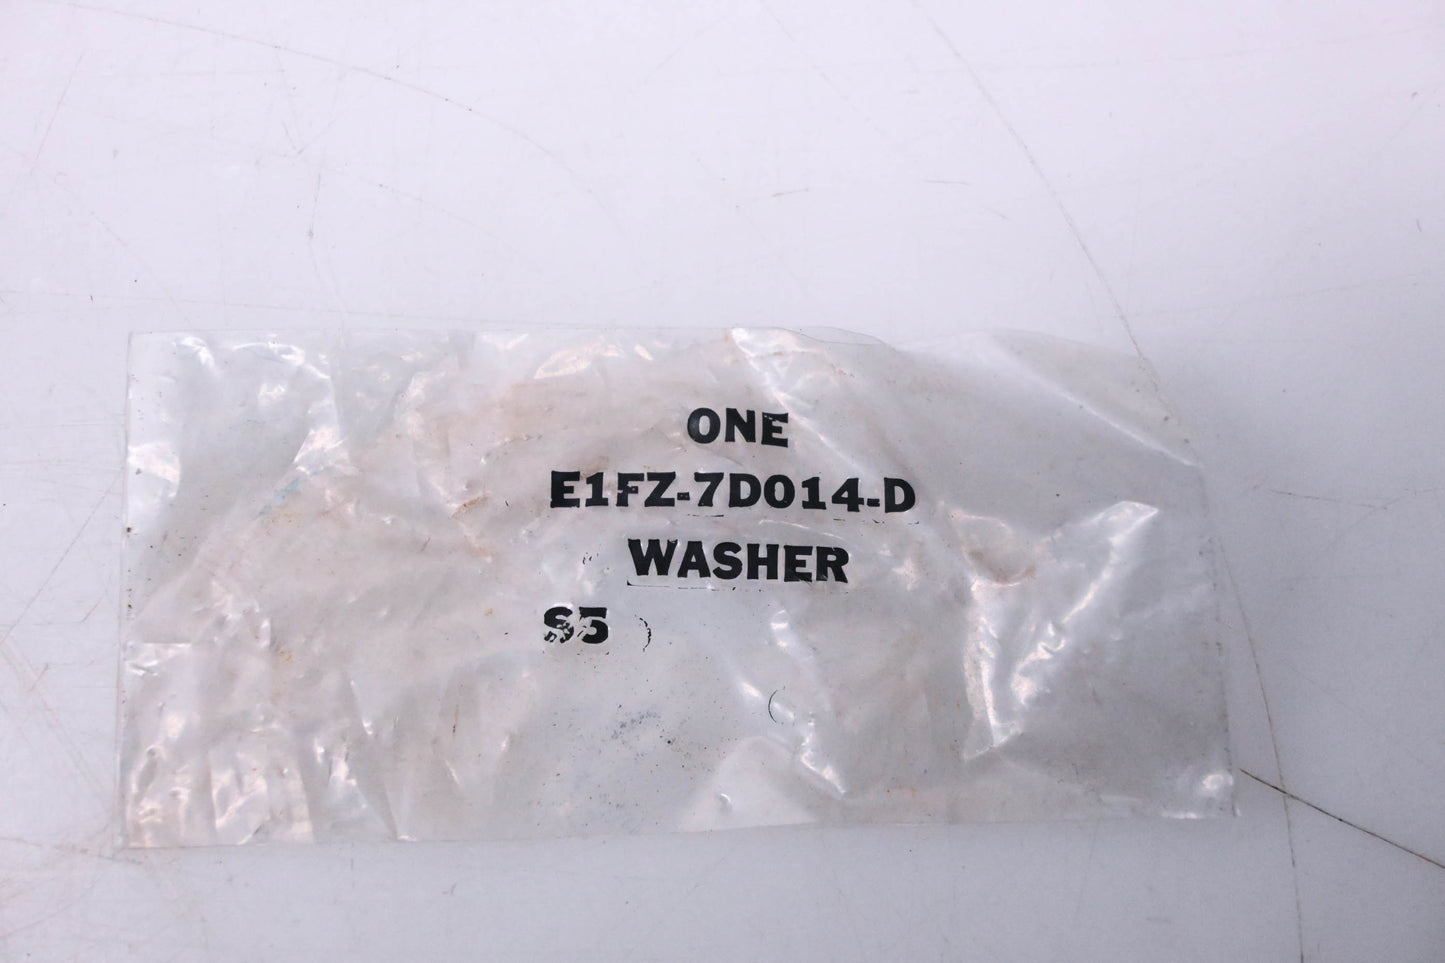 ONE
E1FZ-7D014-D
WASHER
S5